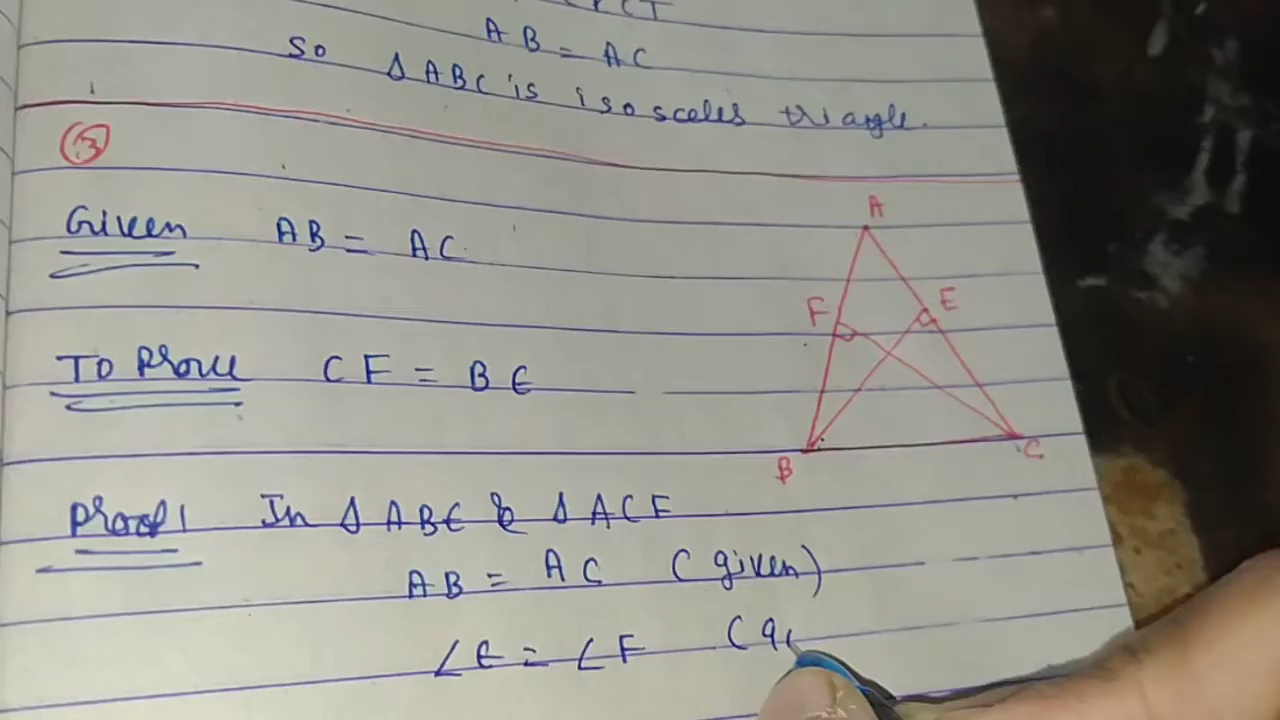 AB = AC
So ΔABC is isosceles triangle.
3
Given AB = AC
A
F E
To Prove CF = BE
B C
Proof In ΔABE & ΔACF
AB = AC (given)
∠E = ∠F (